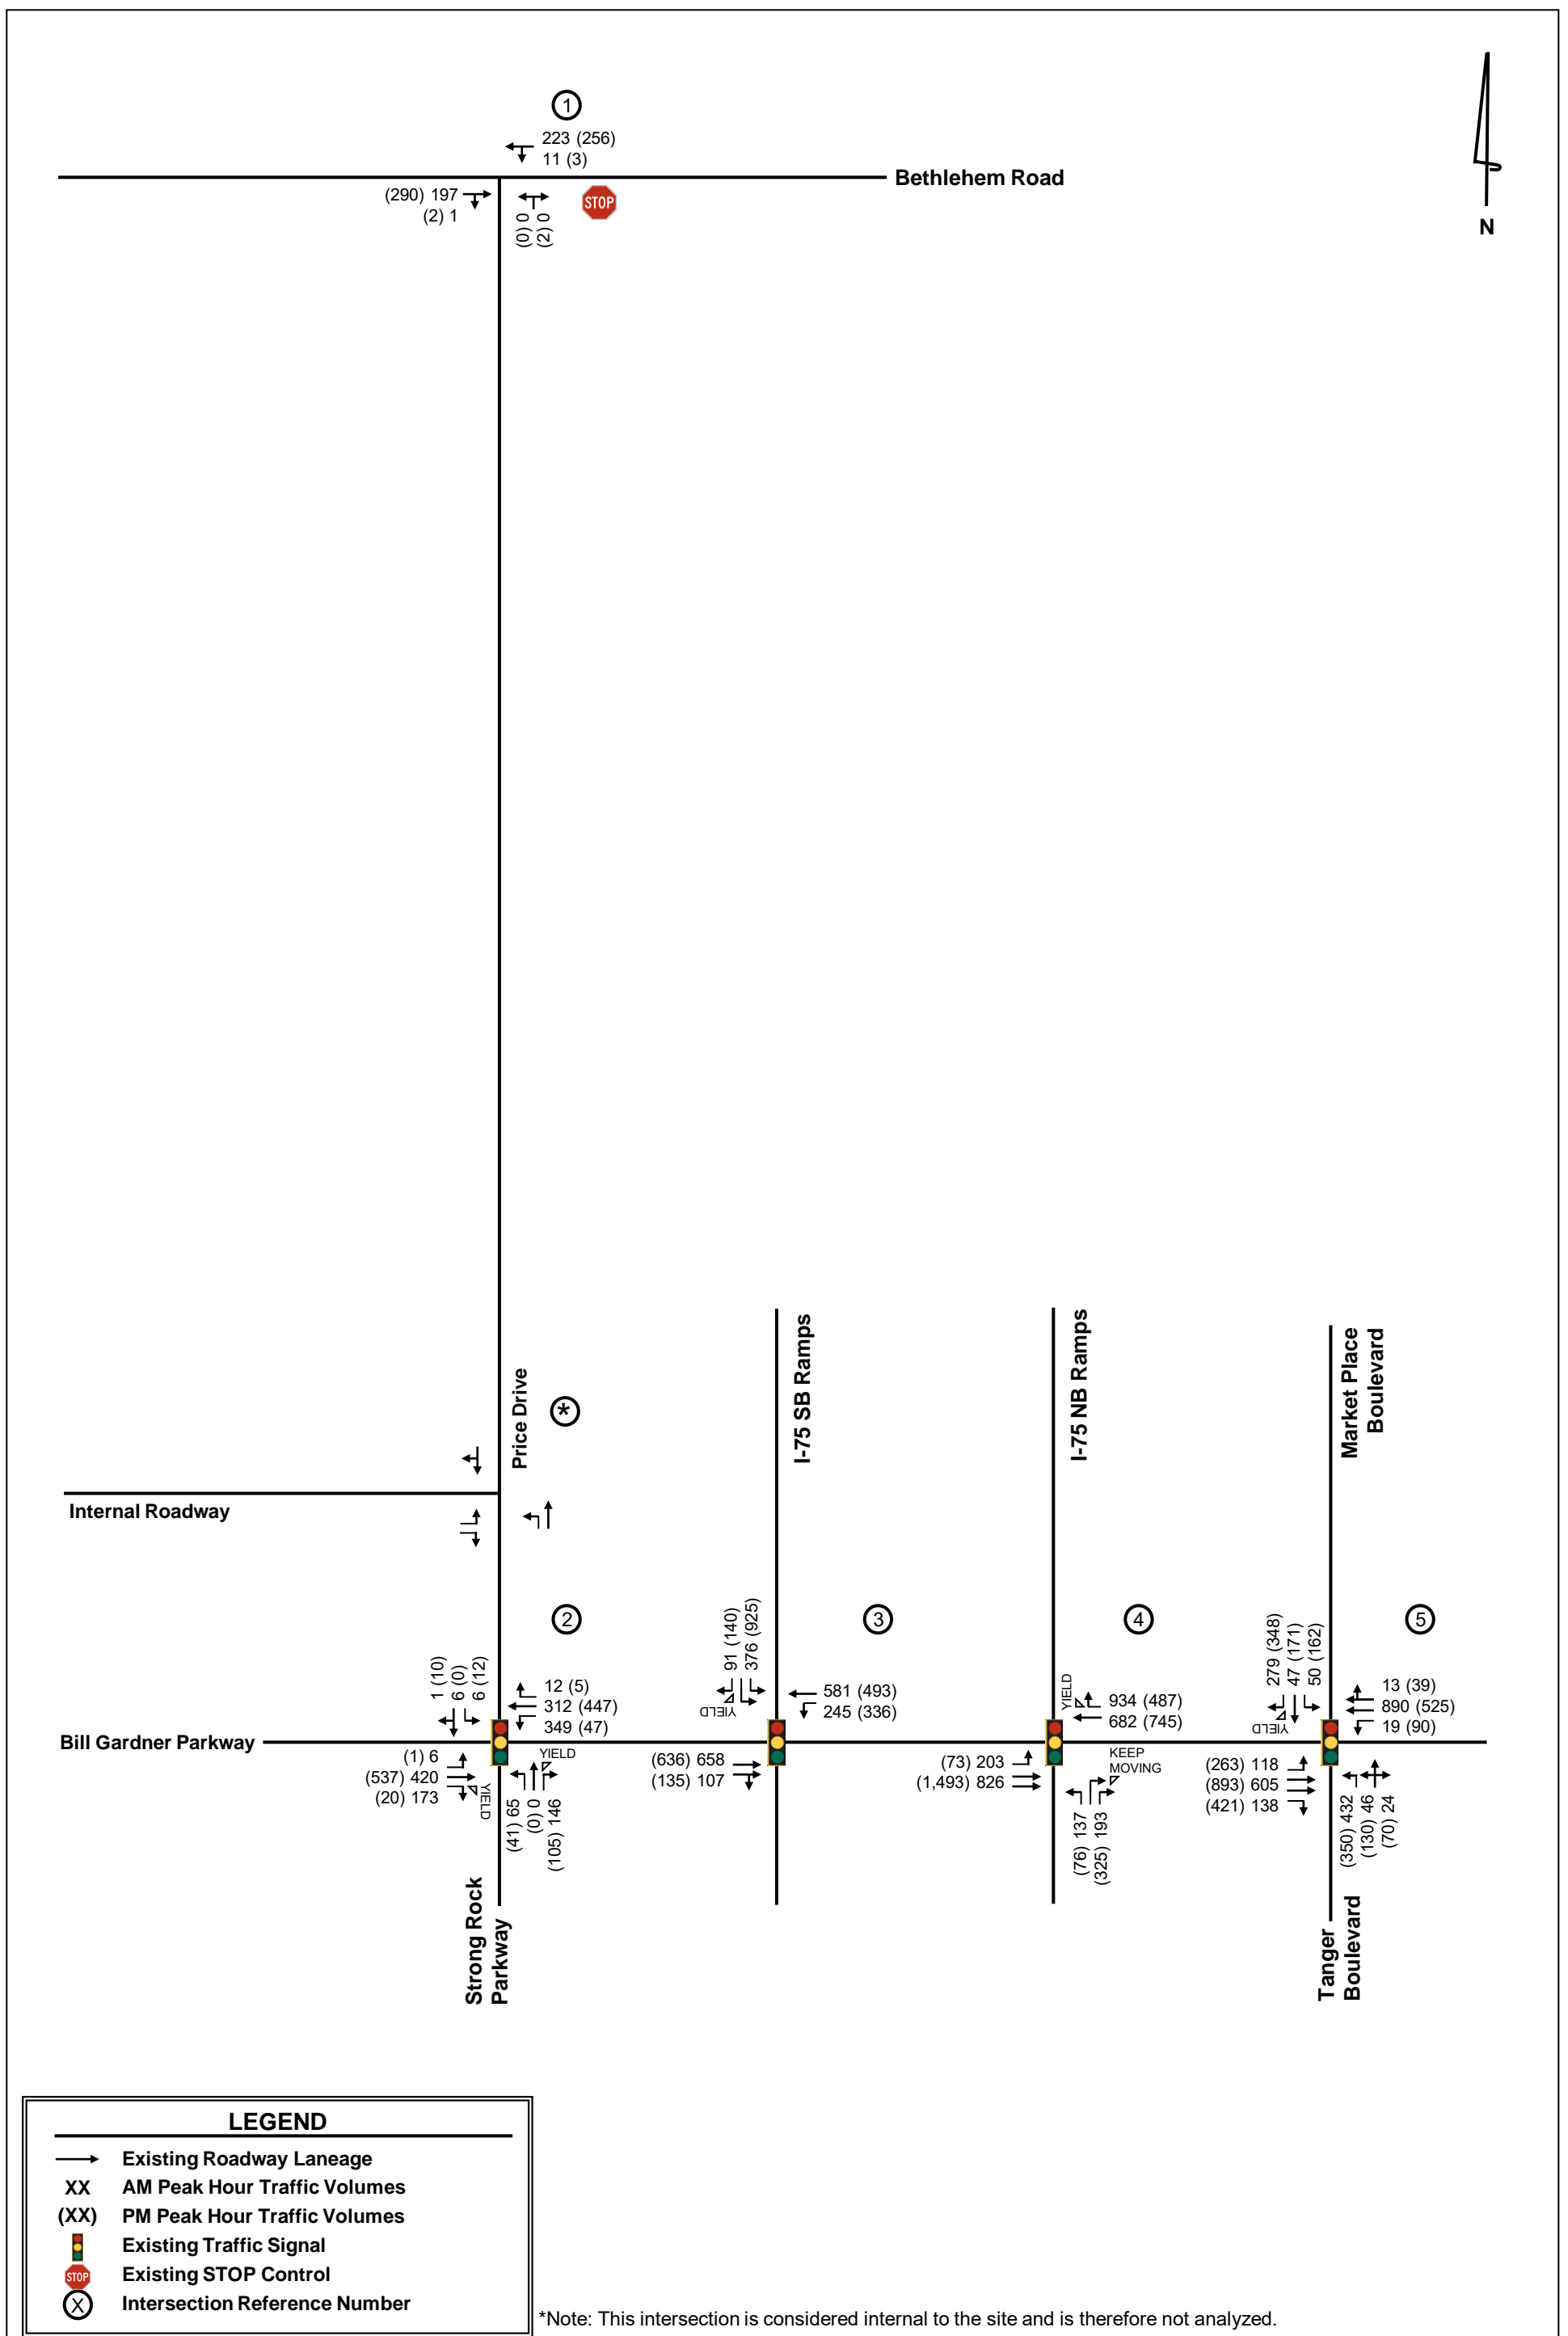 1
223 (256)
11 (3)
Bethlehem Road
(290) 197
(2) 1
(0) 0
(2) 0
STOP
N
Price Drive
*
Internal Roadway
I-75 SB Ramps
I-75 NB Ramps
Market Place
Boulevard
2
3
4
5
1 (10)
6 (0)
6 (12)
12 (5)
312 (447)
349 (47)
Bill Gardner Parkway
(1) 6
(537) 420
(20) 173
YIELD
YIELD
(41) 65
(0) 0
(105) 146
Strong Rock
Parkway
91 (140)
376 (925)
YIELD
581 (493)
245 (336)
(636) 658
(135) 107
YIELD
934 (487)
682 (745)
(73) 203
(1,493) 826
KEEP
MOVING
(76) 137
(325) 193
279 (348)
47 (171)
50 (162)
YIELD
13 (39)
890 (525)
19 (90)
(263) 118
(893) 605
(421) 138
(350) 432
(130) 46
(70) 24
Tanger
Boulevard
LEGEND
Existing Roadway Laneage
XX AM Peak Hour Traffic Volumes
(XX) PM Peak Hour Traffic Volumes
Existing Traffic Signal
STOP Existing STOP Control
X Intersection Reference Number
*Note: This intersection is considered internal to the site and is therefore not analyzed.